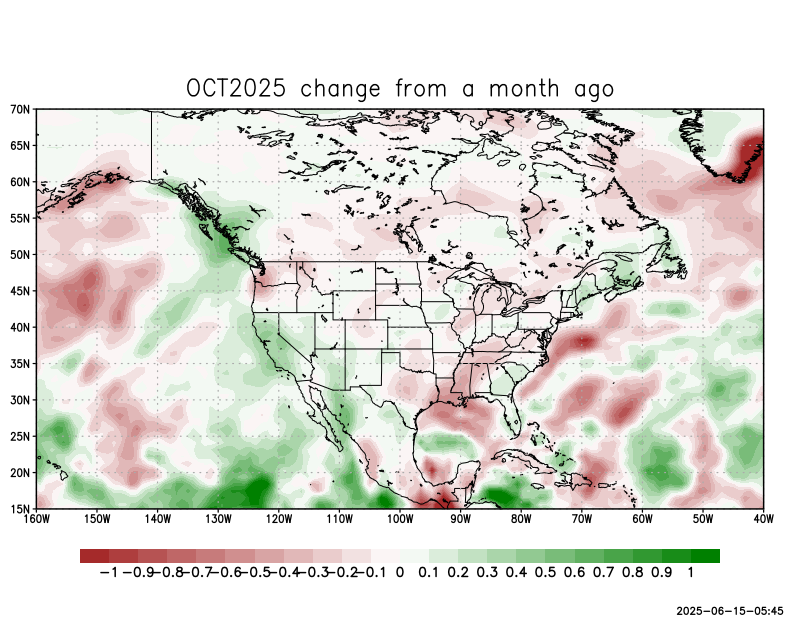 OCT2025 change from a month ago
70N
65N
60N
55N
50N
45N
40N
35N
30N
25N
20N
15N
160W 150W 140W 130W 120W 110W 100W 90W 80W 70W 60W 50W 40W
-1 -0.9 -0.8 -0.7 -0.6 -0.5 -0.4 -0.3 -0.2 -0.1 0 0.1 0.2 0.3 0.4 0.5 0.6 0.7 0.8 0.9 1
2025-06-15-05:45